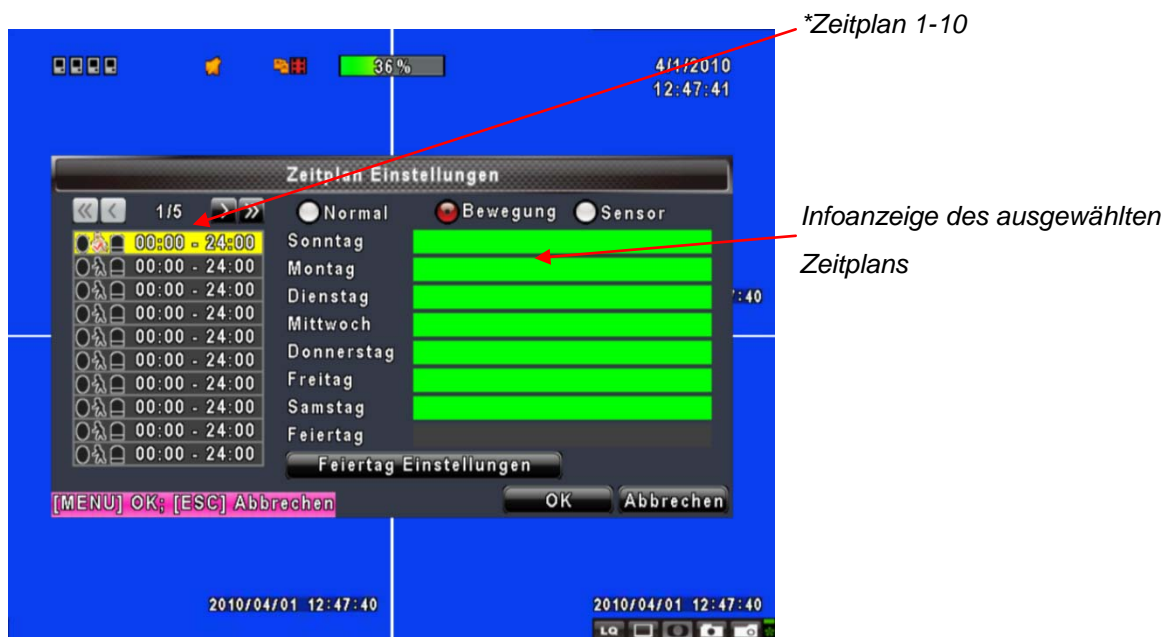 *Zeitplan 1-10
36%
4/1/2010
12:47:41
Zeitplan Einstellungen
1/5
Normal Bewegung Sensor
00:00 - 24:00 Sonntag
00:00 - 24:00 Montag
00:00 - 24:00 Dienstag
00:00 - 24:00 Mittwoch
00:00 - 24:00 Donnerstag
00:00 - 24:00 Freitag
00:00 - 24:00 Samstag
00:00 - 24:00 Feiertag
00:00 - 24:00
00:00 - 24:00
Feiertag Einstellungen
[MENU] OK; [ESC] Abbrechen
OK Abbrechen
:40
Infoanzeige des ausgewählten
Zeitplans
2010/04/01 12:47:40
2010/04/01 12:47:40
LQ